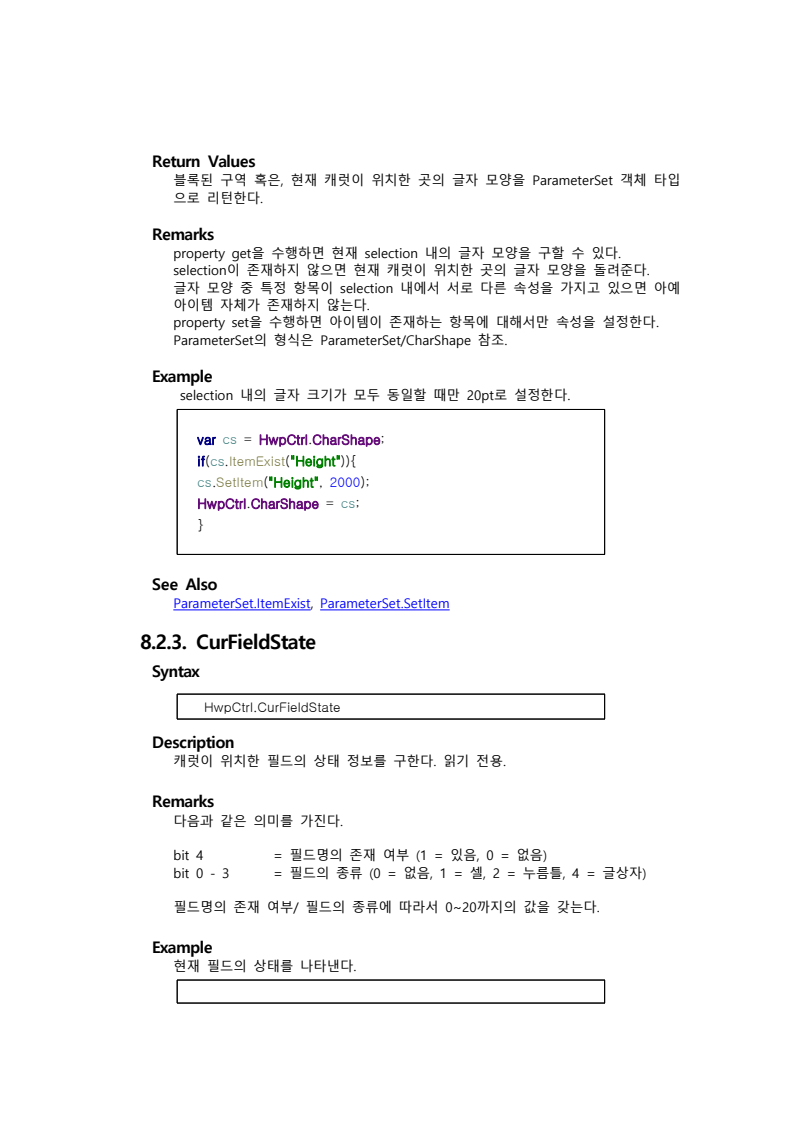 Return Values
블록된 구역 혹은, 현재 캐럿이 위치한 곳의 글자 모양을 ParameterSet 객체 타입
으로 리턴한다.
Remarks
property get을 수행하면 현재 selection 내의 글자 모양을 구할 수 있다.
selection이 존재하지 않으면 현재 캐럿이 위치한 곳의 글자 모양을 돌려준다.
글자 모양 중 특정 항목이 selection 내에서 서로 다른 속성을 가지고 있으면 아예
아이템 자체가 존재하지 않는다.
property set을 수행하면 아이템이 존재하는 항목에 대해서만 속성을 설정한다.
ParameterSet의 형식은 ParameterSet/CharShape 참조.
Example
selection 내의 글자 크기가 모두 동일할 때만 20pt로 설정한다.
var cs = HwpCtrl.CharShape;
if(cs.ItemExist("Height")){
cs.SetItem("Height", 2000);
HwpCtrl.CharShape = cs;
}
See Also
ParameterSet.ItemExist, ParameterSet.SetItem
8.2.3. CurFieldState
Syntax
HwpCtrl.CurFieldState
Description
캐럿이 위치한 필드의 상태 정보를 구한다. 읽기 전용.
Remarks
다음과 같은 의미를 가진다.
bit 4 = 필드명의 존재 여부 (1 = 있음, 0 = 없음)
bit 0 - 3 = 필드의 종류 (0 = 없음, 1 = 셀, 2 = 누름틀, 4 = 글상자)
필드명의 존재 여부/ 필드의 종류에 따라서 0~20까지의 값을 갖는다.
Example
현재 필드의 상태를 나타낸다.